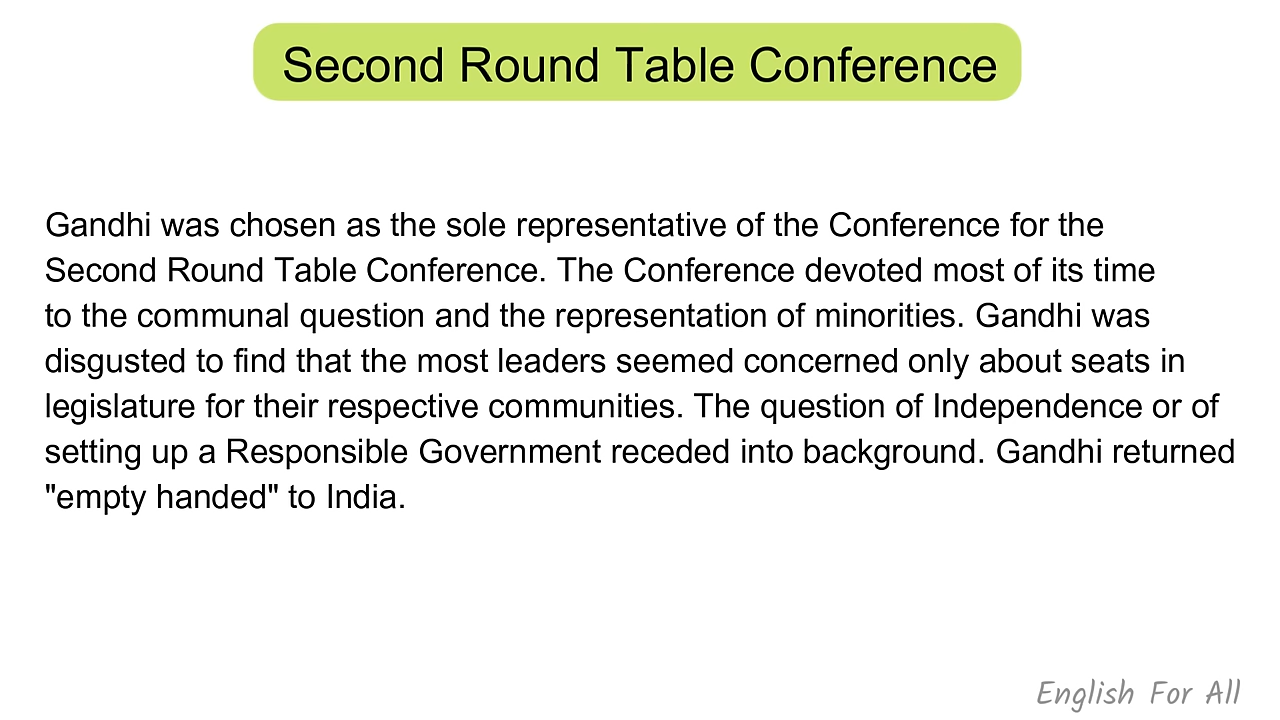 Second Round Table Conference
Gandhi was chosen as the sole representative of the Conference for the
Second Round Table Conference. The Conference devoted most of its time
to the communal question and the representation of minorities. Gandhi was
disgusted to find that the most leaders seemed concerned only about seats in
legislature for their respective communities. The question of Independence or of
setting up a Responsible Government receded into background. Gandhi returned
"empty handed" to India.
English For All